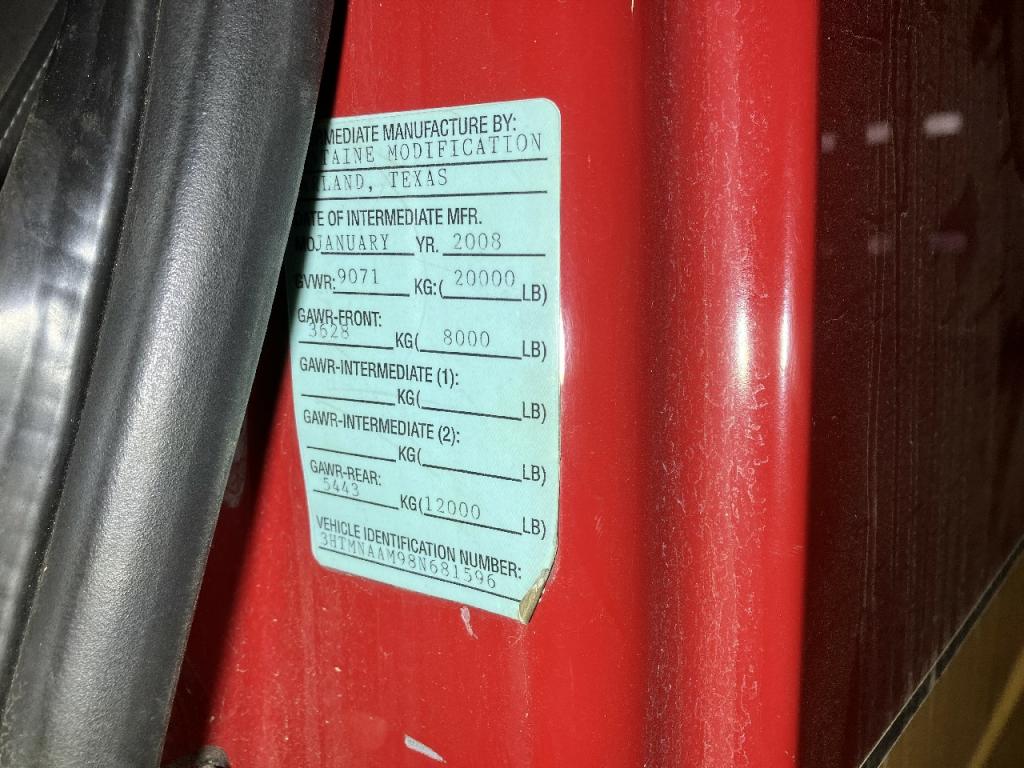 MEDIATE MANUFACTURE BY:
TAINE MODIFICATION
LAND, TEXAS
DATE OF INTERMEDIATE MFR.
MO JANUARY YR. 2008
GVWR: 9071 KG:( 20000 LB)
GAWR-FRONT:
3628 KG( 8000 LB)
GAWR-INTERMEDIATE (1):
KG( LB)
GAWR-INTERMEDIATE (2):
KG( LB)
GAWR-REAR:
5443 KG(12000 LB)
VEHICLE IDENTIFICATION NUMBER:
3HTMNAAM98N681596